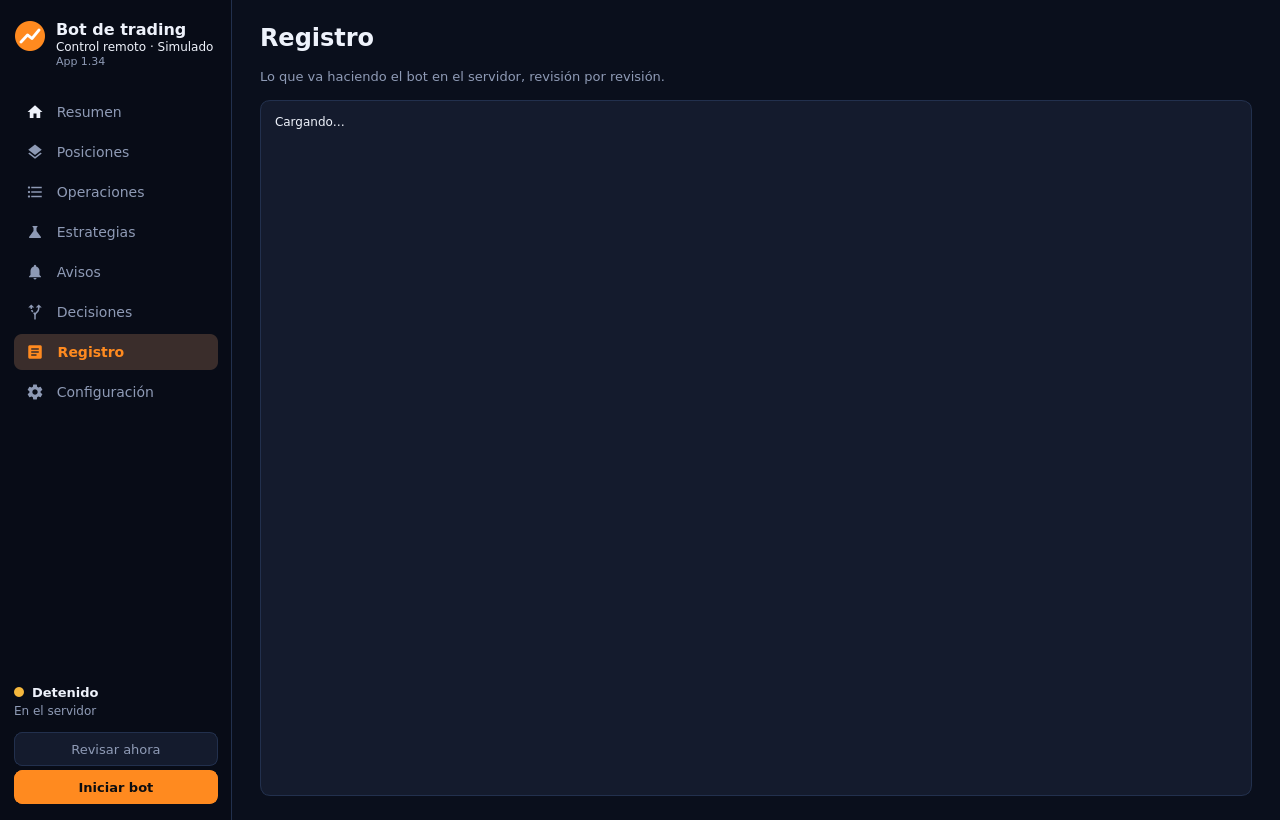 Bot de trading
Control remoto · Simulado
App 1.34
Resumen
Posiciones
Operaciones
Estrategias
Avisos
Decisiones
Registro
Configuración
Detenido
En el servidor
Revisar ahora
Iniciar bot
Registro
Lo que va haciendo el bot en el servidor, revisión por revisión.
Cargando…